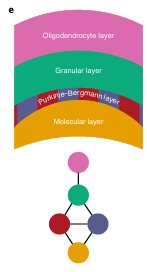 e
Oligodendrocyte layer
Granular layer
Purkinje–Bergmann layer
Molecular layer